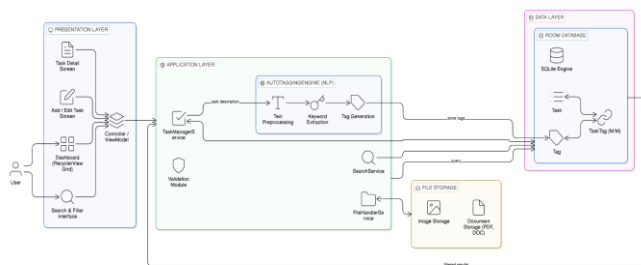 PRESENTATION LAYER
Task Detail
Screen
Add / Edit Task
Screen
Dashboard
(RecyclerView
Grid)
Search & Filter
Interface
User
Controller /
ViewModel
APPLICATION LAYER
TaskManagerS
ervice
Validation
Module
task description
AUTOTAGGINGENGINE (NLP)
Text
Preprocessing
Keyword
Extraction
Tag Generation
store tags
SearchService
query
FileHandlerSe
rvice
FILE STORAGE
Image Storage
Document
Storage (PDF,
DOC)
DATA LAYER
ROOM DATABASE
SQLite Engine
Task
Tag
TaskTag (M:M)